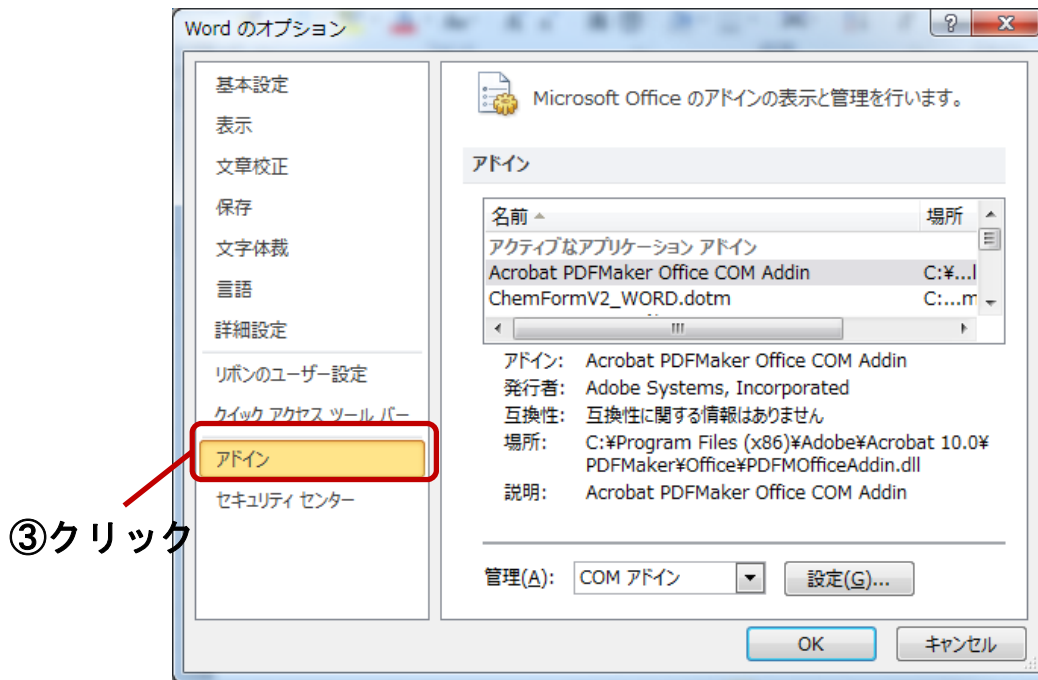 Word のオプション
基本設定
表示
文章校正
保存
文字体裁
言語
詳細設定
リボンのユーザー設定
クイック アクセス ツール バー
アドイン
セキュリティ センター
③クリック
Microsoft Office のアドインの表示と管理を行います。
アドイン
名前 場所
アクティブなアプリケーション アドイン
Acrobat PDFMaker Office COM Addin C:¥...l
ChemFormV2_WORD.dotm C:...m
アドイン: Acrobat PDFMaker Office COM Addin
発行者: Adobe Systems, Incorporated
互換性: 互換性に関する情報はありません
場所: C:¥Program Files (x86)¥Adobe¥Acrobat 10.0¥
PDFMaker¥Office¥PDFMOfficeAddin.dll
説明: Acrobat PDFMaker Office COM Addin
管理(A): COM アドイン 設定(G)...
OK キャンセル